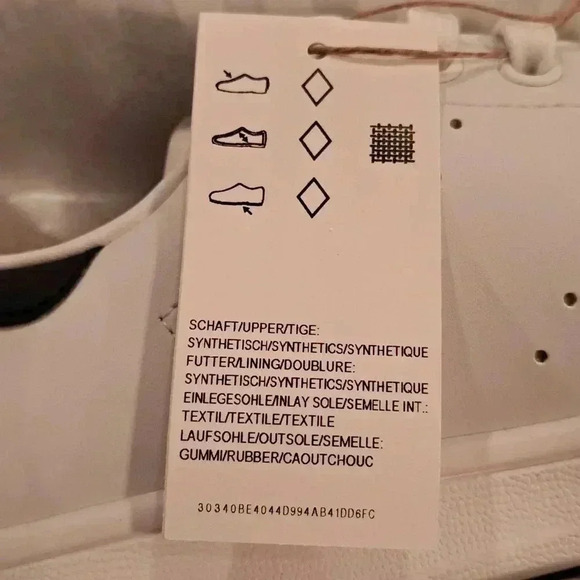 SCHAFT/UPPER/TIGE:
SYNTHETISCH/SYNTHETICS/SYNTHETIQUE
FUTTER/LINING/DOUBLURE:
SYNTHETISCH/SYNTHETICS/SYNTHETIQUE
EINLEGESOHLE/INLAY SOLE/SEMELLE INT.:
TEXTIL/TEXTILE/TEXTILE
LAUFSOHLE/OUTSOLE/SEMELLE:
GUMMI/RUBBER/CAOUTCHOUC
30340BE4044D994AB41DD6FC